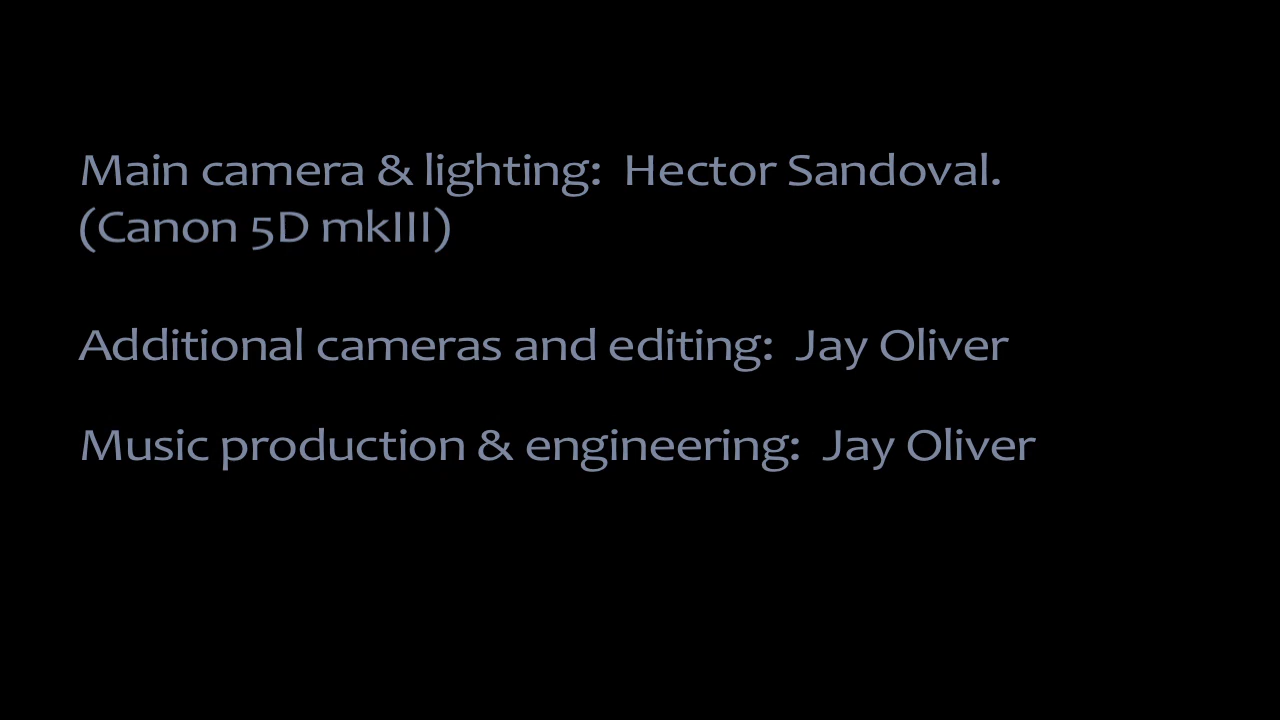 Main camera & lighting:  Hector Sandoval.
(Canon 5D mkIII)
Additional cameras and editing:  Jay Oliver
Music production & engineering:  Jay Oliver